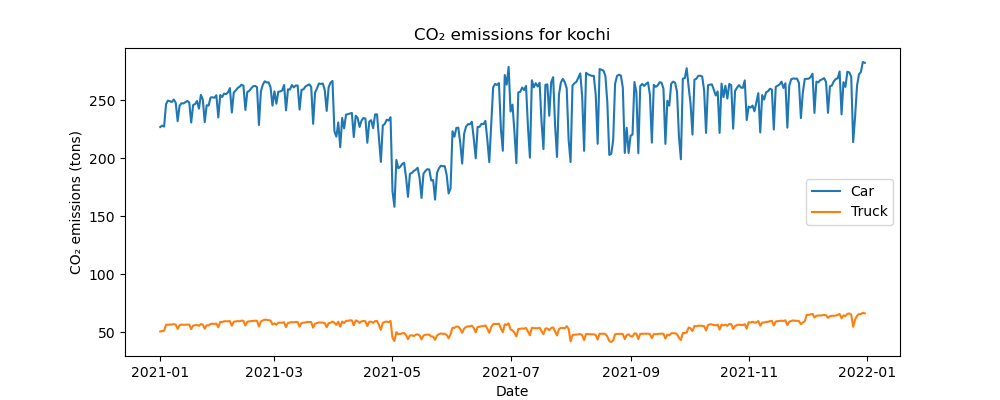 CO₂ emissions for kochi
CO₂ emissions (tons)
250
200
150
100
50
Car
Truck
2021-01
2021-03
2021-05
2021-07
2021-09
2021-11
2022-01
Date